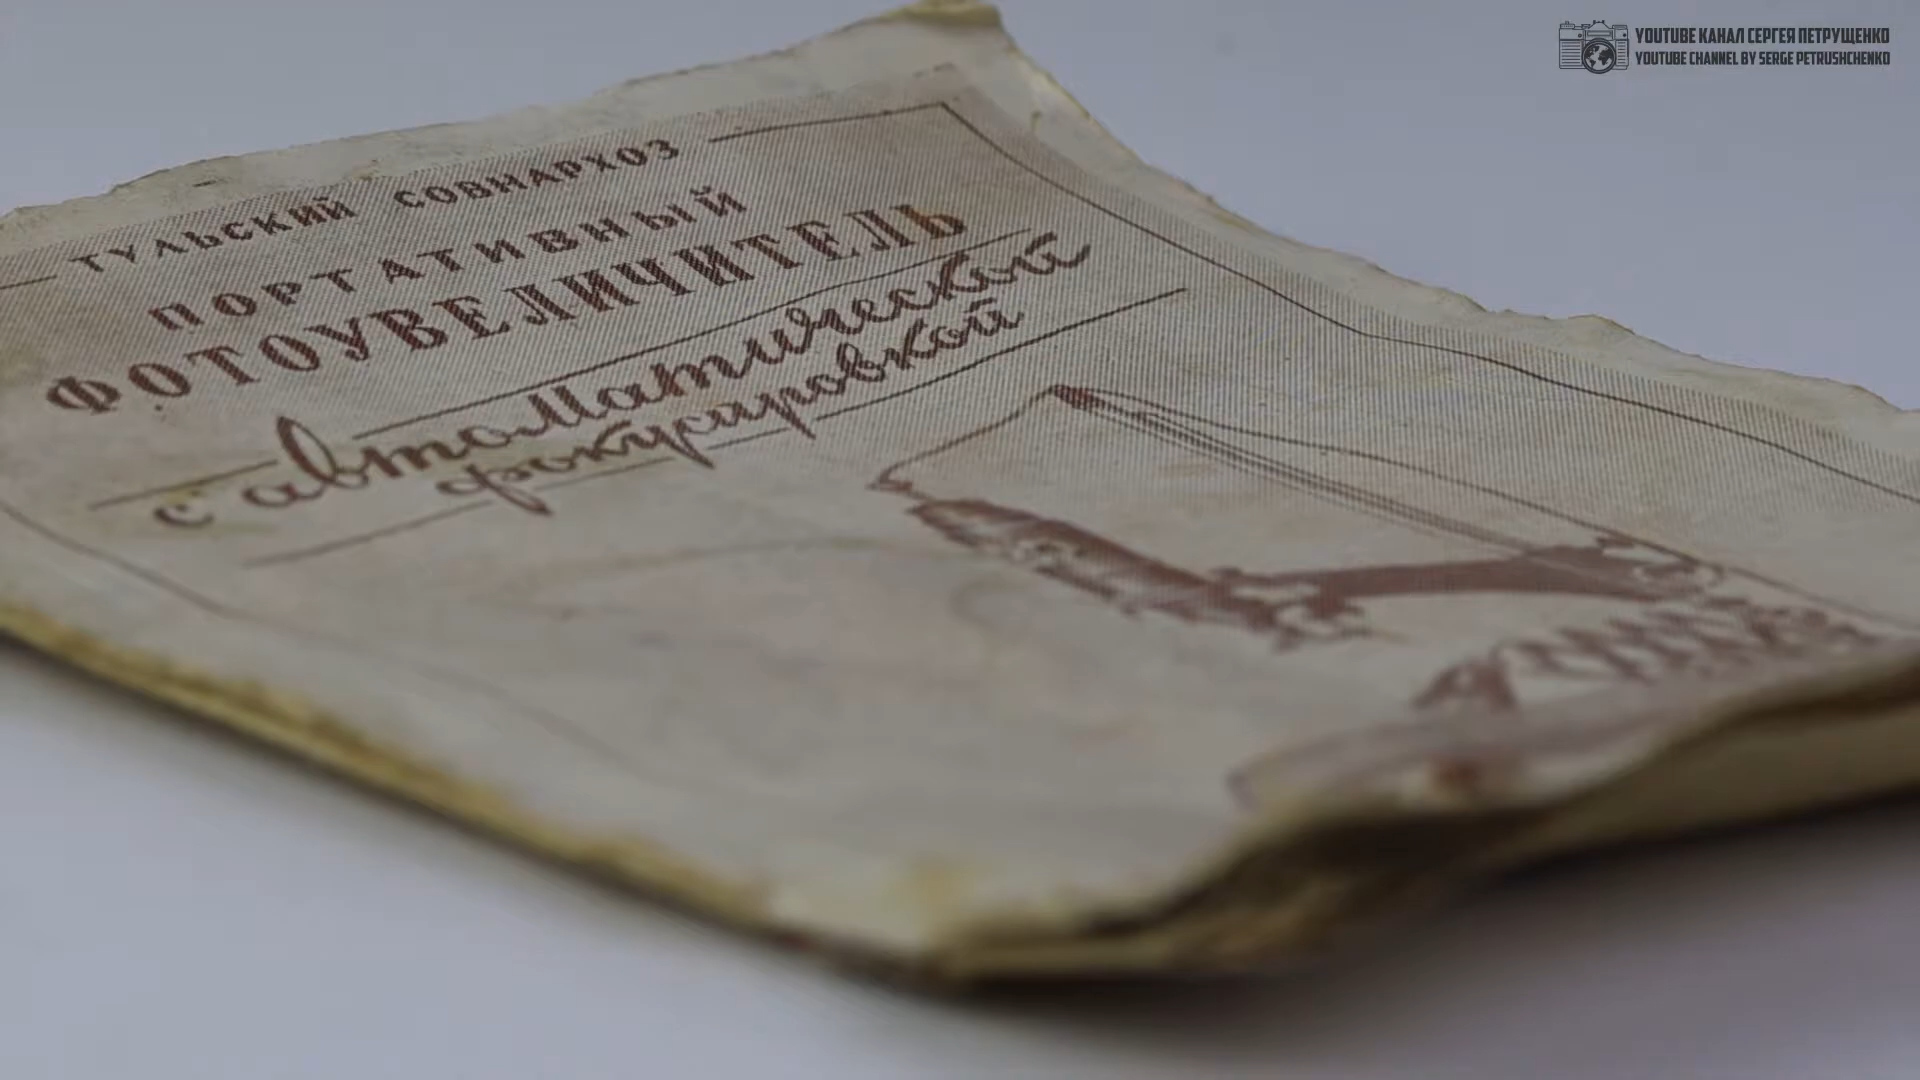 YOUTUBE КАНАЛ СЕРГЕЯ ПЕТРУЩЕНКО
YOUTUBE CHANNEL BY SERGE PETRUSHCHENKO
ТУЛЬСКИЙ СОВНАРХОЗ
ПОРТАТИВНЫЙ
ФОТОУВЕЛИЧИТЕЛЬ
с автоматической
фокусировкой